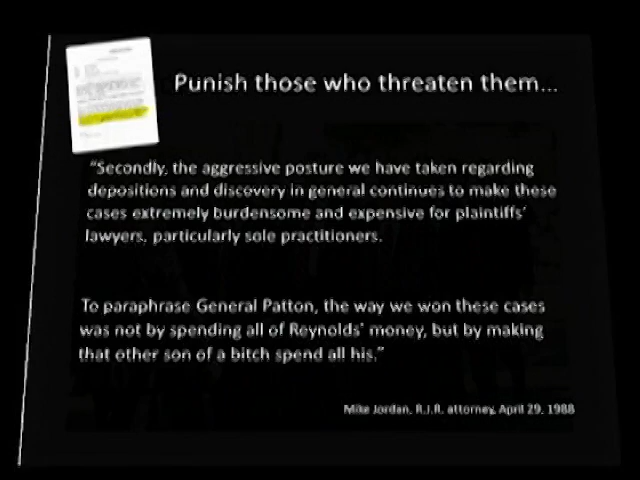 Punish those who threaten them...
"Secondly, the aggressive posture we have taken regarding
depositions and discovery in general continues to make these
cases extremely burdensome and expensive for plaintiffs'
lawyers, particularly sole practitioners.
To paraphrase General Patton, the way we won these cases
was not by spending all of Reynolds' money, but by making
that other son of a bitch spend all his."
Mike Jordan, R.J.R. attorney, April 29, 1988